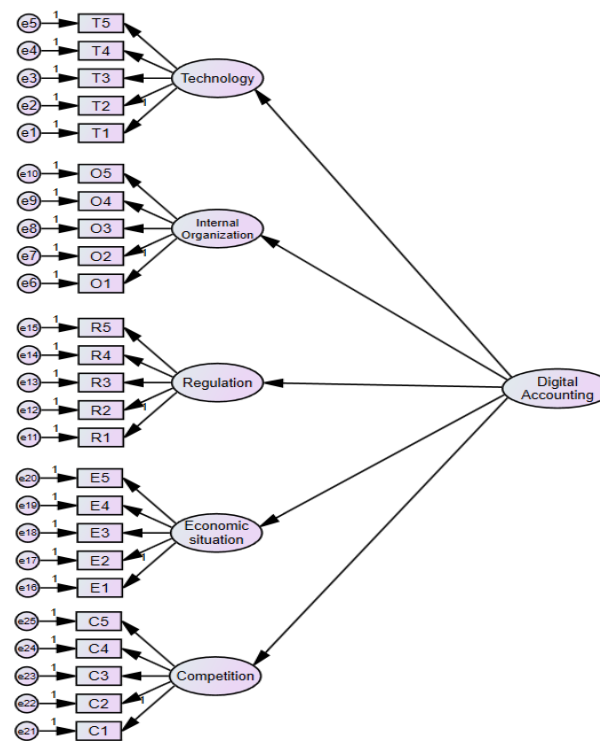 e5 1 T5
e4 1 T4
e3 1 T3 Technology
e2 1 T2 1
e1 1 T1
e10 1 O5
e9 1 O4
e8 1 O3 Internal
Organization
e7 1 O2 1
e6 1 O1
e15 1 R5
e14 1 R4
e13 1 R3 Regulation
Digital
Accounting
e12 1 R2 1
e11 1 R1
e20 1 E5
e19 1 E4
e18 1 E3 Economic
situation
e17 1 E2 1
e16 1 E1
e25 1 C5
e24 1 C4
e23 1 C3 Competition
e22 1 C2 1
e21 1 C1